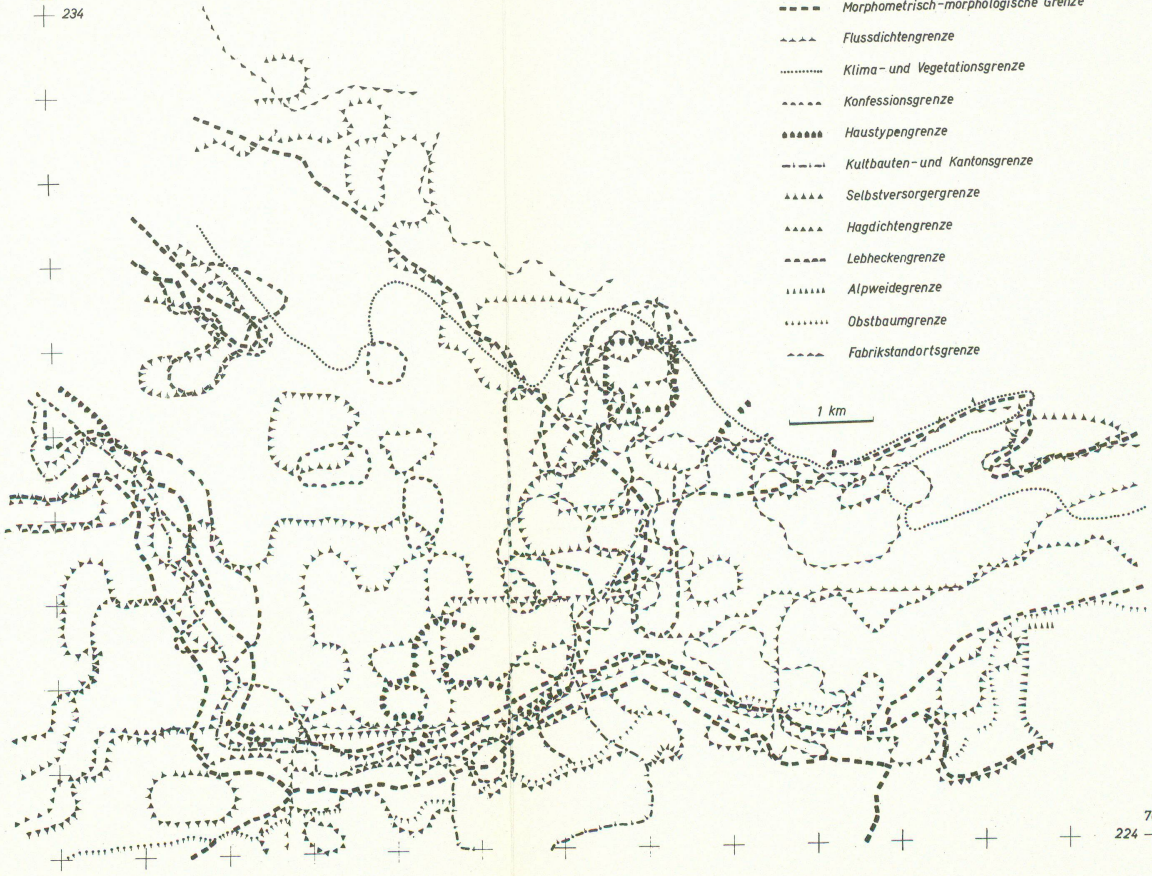 234
Morphometrisch-morphologische Grenze
Flussdichtengrenze
Klima- und Vegetationsgrenze
Konfessionsgrenze
Haustypengrenze
Kultbauten- und Kantonsgrenze
Selbstversorgergrenze
Hagdichtengrenze
Lebheckengrenze
Alpweidegrenze
Obstbaumgrenze
Fabrikstandortsgrenze
1 km
224